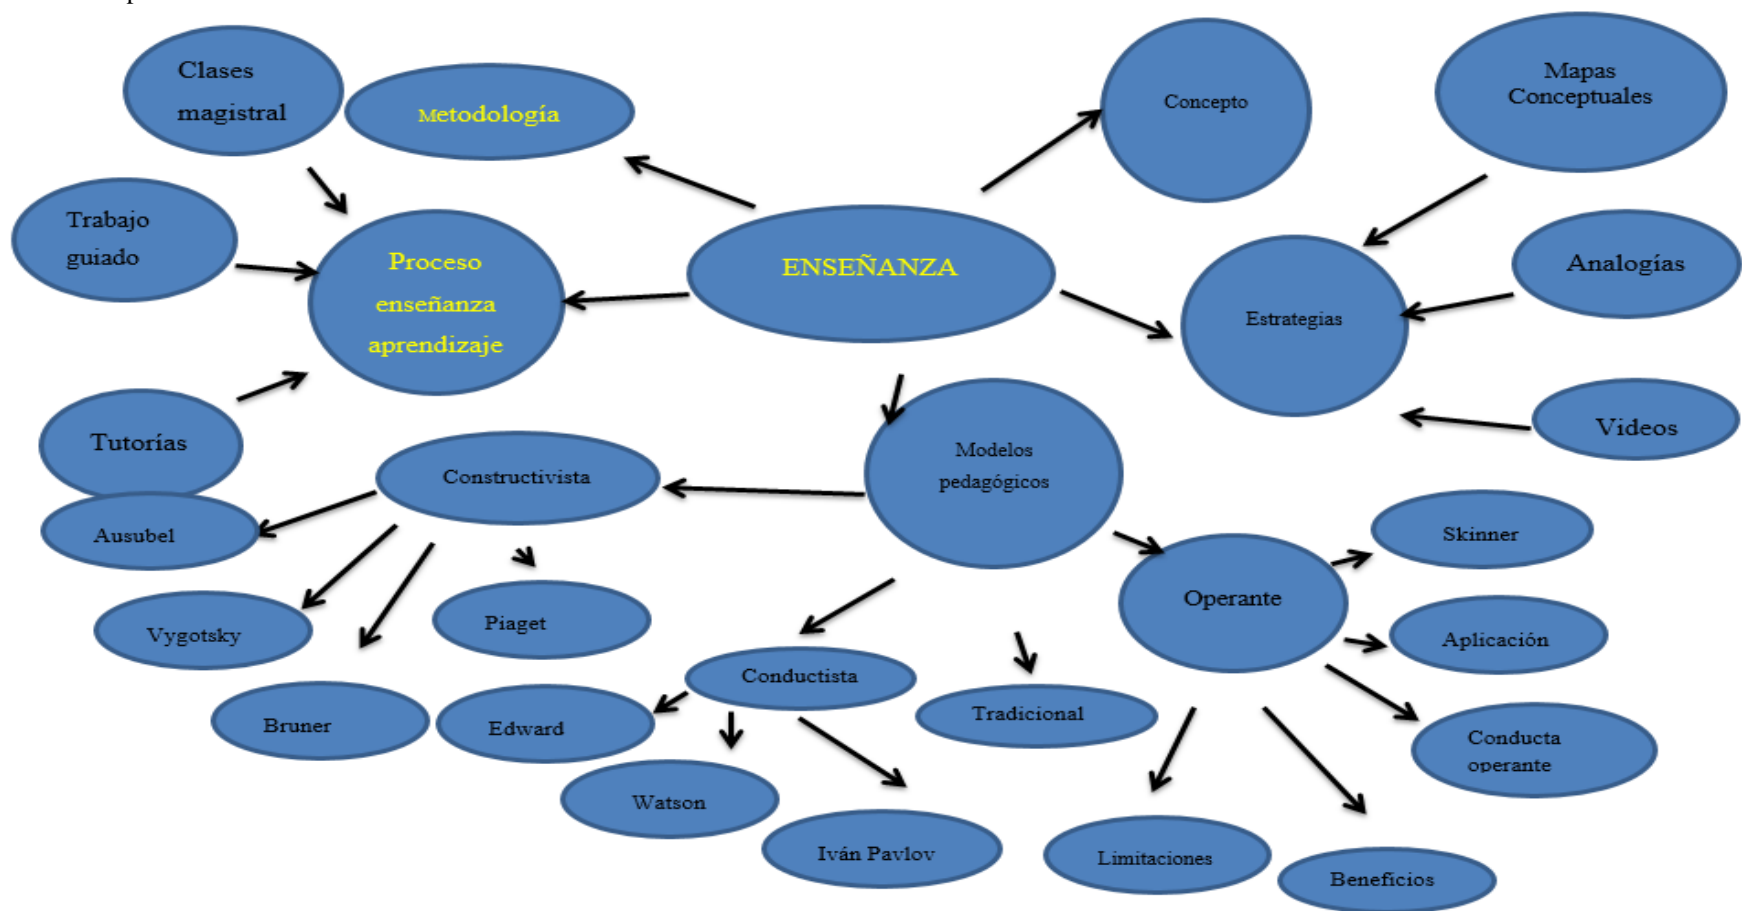 Clases
magistral
Metodología
Concepto
Mapas
Conceptuales
Trabajo
guiado
Proceso
enseñanza
aprendizaje
ENSEÑANZA
Estrategias
Analogías
Videos
Tutorías
Constructivista
Modelos
pedagógicos
Ausubel
Vygotsky
Bruner
Piaget
Conductista
Edward
Watson
Iván Pavlov
Tradicional
Operante
Skinner
Aplicación
Conducta
operante
Limitaciones
Beneficios